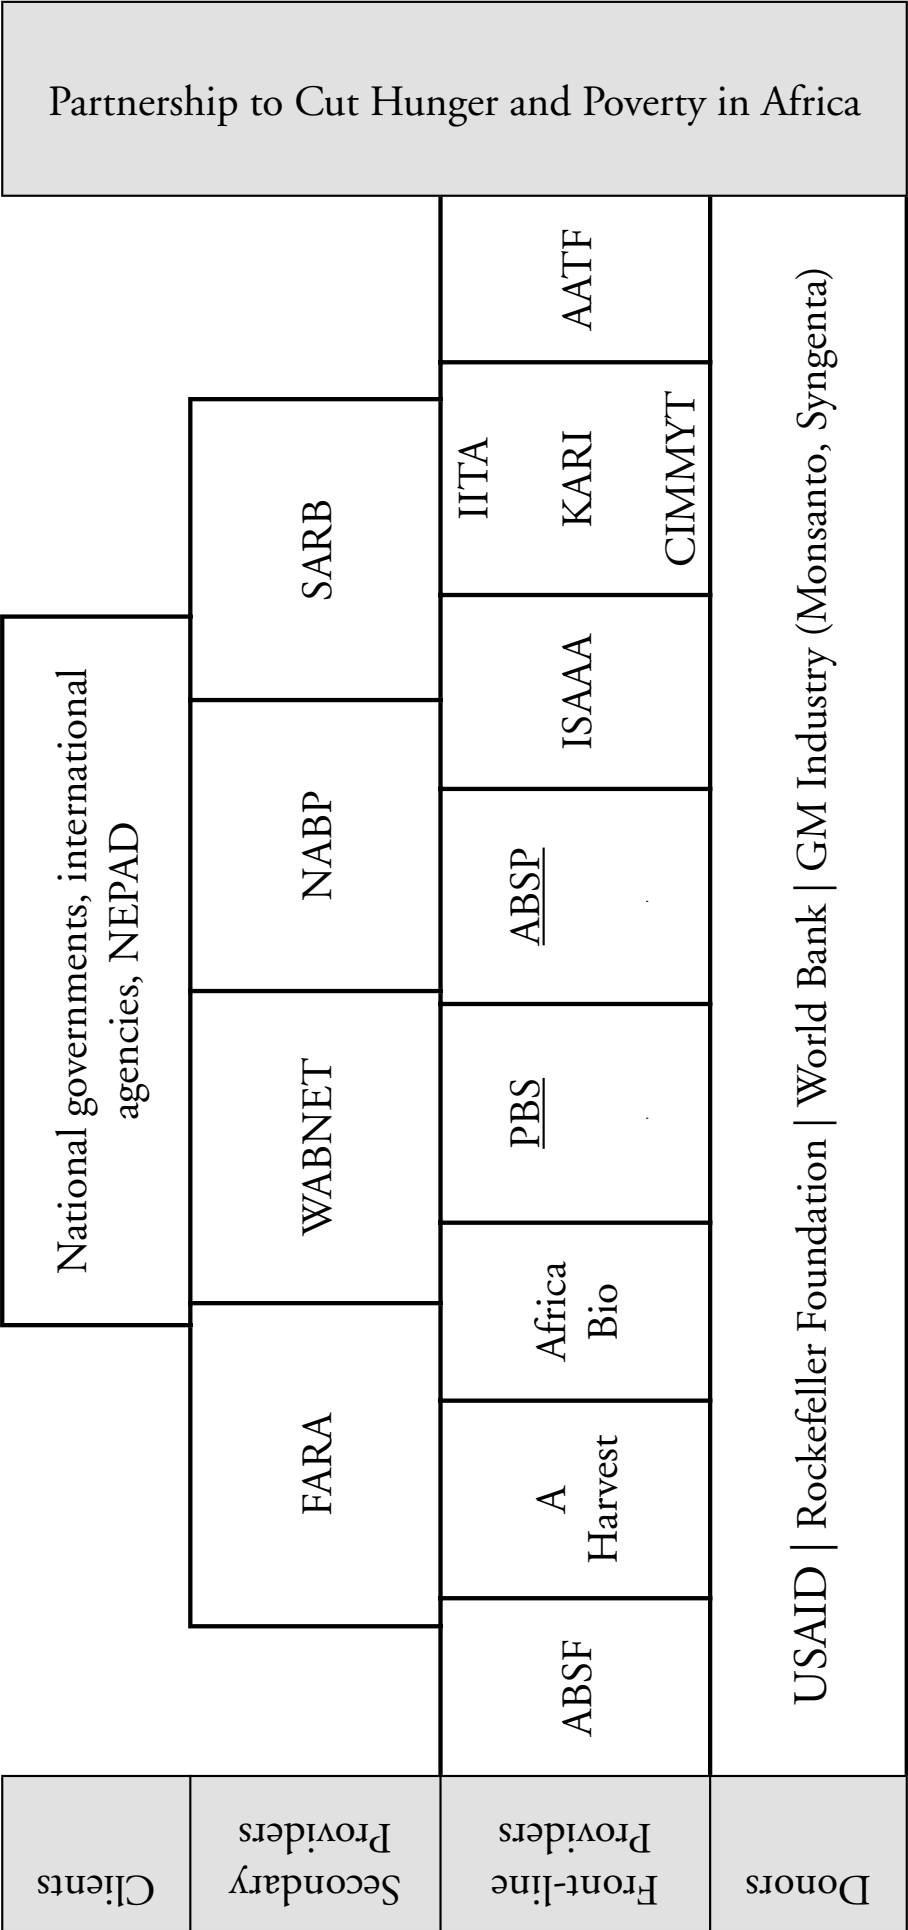 Partnership to Cut Hunger and Poverty in Africa
Clients
National governments, international
agencies, NEPAD
Secondary
Providers
FARA
WABNET
NABP
SARB
Front-line
Providers
ABSF
A
Harvest
Africa
Bio
PBS
ABSP
ISAAA
IITA
KARI
CIMMYT
AATF
Donors
USAID | Rockefeller Foundation | World Bank | GM Industry (Monsanto, Syngenta)